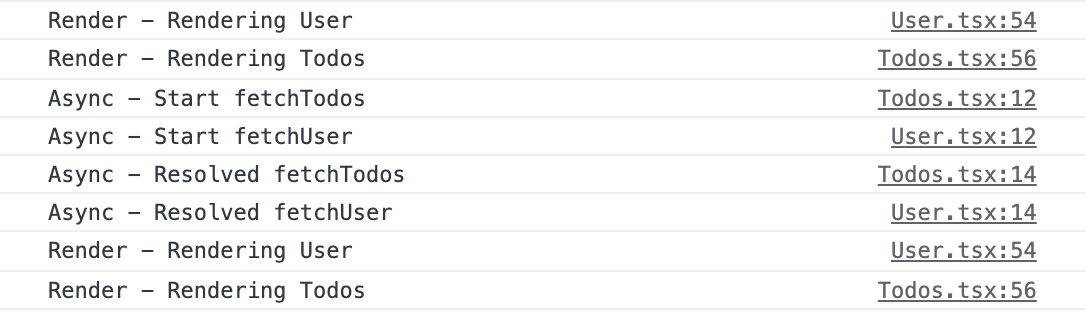 Render – Rendering User User.tsx:54
Render – Rendering Todos Todos.tsx:56
Async – Start fetchTodos Todos.tsx:12
Async – Start fetchUser User.tsx:12
Async – Resolved fetchTodos Todos.tsx:14
Async – Resolved fetchUser User.tsx:14
Render – Rendering User User.tsx:54
Render – Rendering Todos Todos.tsx:56